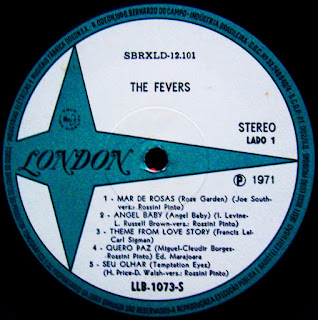 SBRXLD-12.101
THE FEVERS
STEREO
LADO 1
LONDON
℗ 1971
1 - MAR DE ROSAS (Rose Garden) (Joe South-
vers.: Rossini Pinto)
2 - ANGEL BABY (Angel Baby) (I. Levine-
L. Russell Brown-vers.: Rossini Pinto)
3 - THEME FROM LOVE STORY (Francis Lai-
Carl Sigman)
4 - QUERO PAZ (Miguel-Cleudir Borges-
Rossini Pinto) Ed. Marajoara
5 - SEU OLHAR (Temptation Eyes)
(H. Price-D. Walsh-vers.: Rossini Pinto)
LLB-1073-S